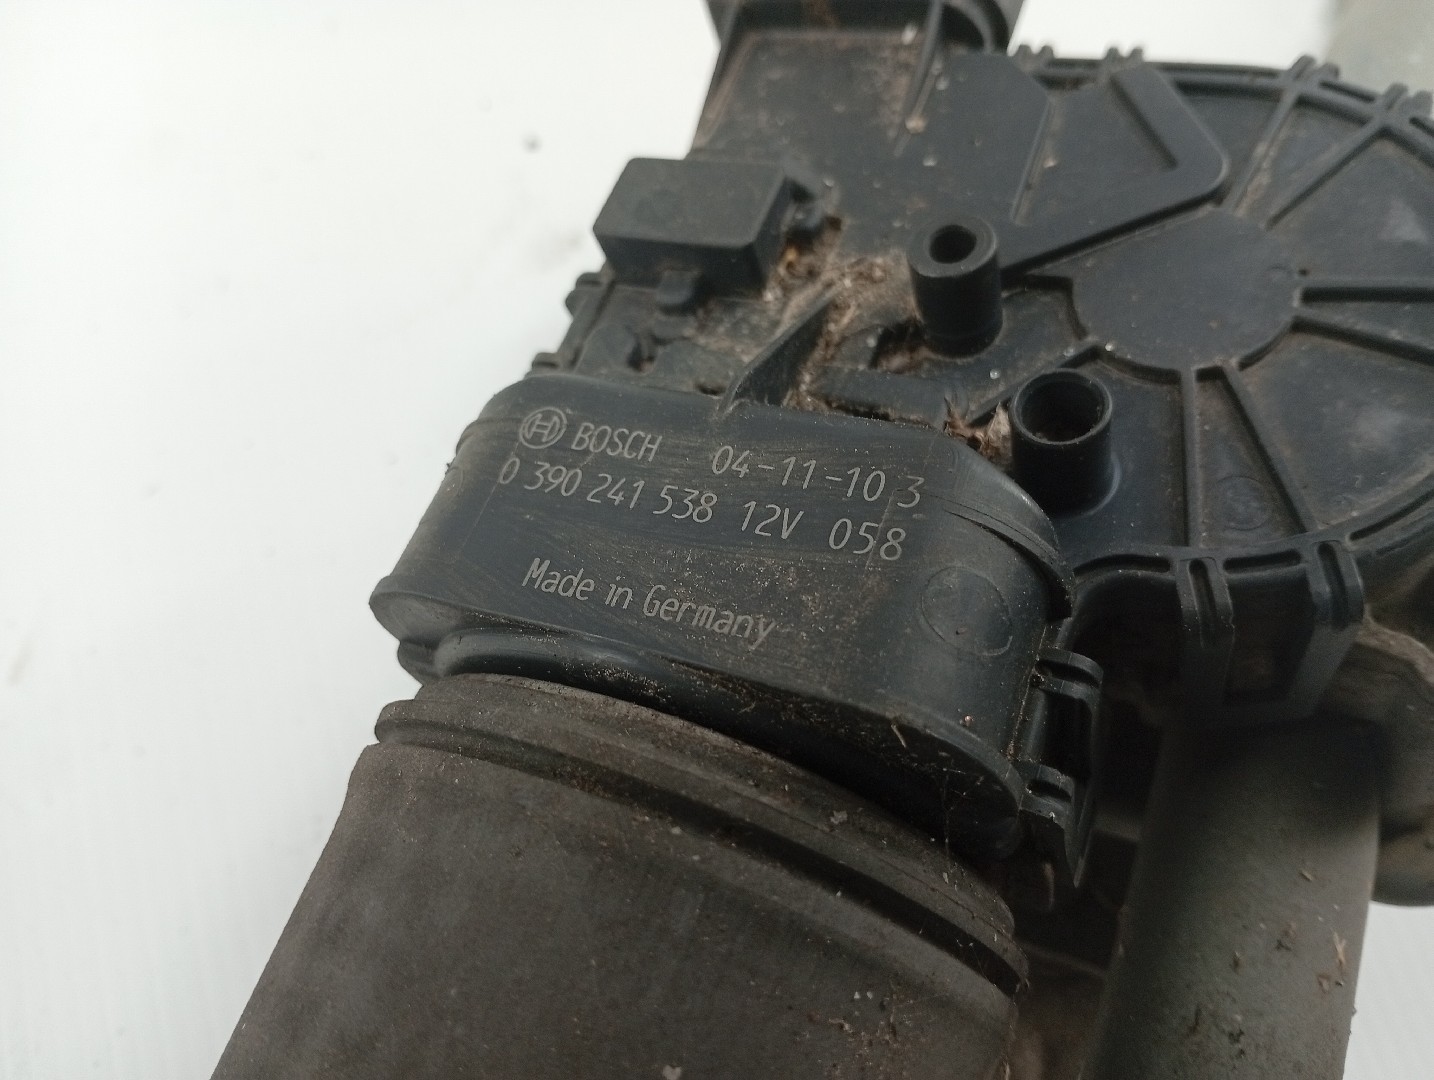 BOSCH 04-11-10 3
0 390 241 538 12V 058
Made in Germany